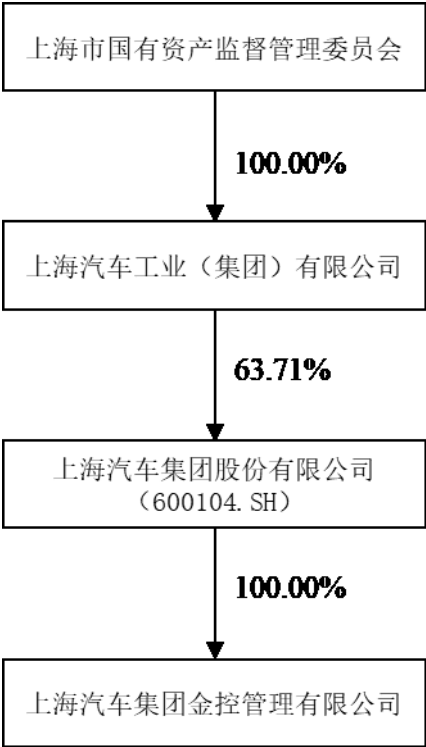 上海市国有资产监督管理委员会
100.00%
上海汽车工业（集团）有限公司
63.71%
上海汽车集团股份有限公司
（600104.SH）
100.00%
上海汽车集团金控管理有限公司